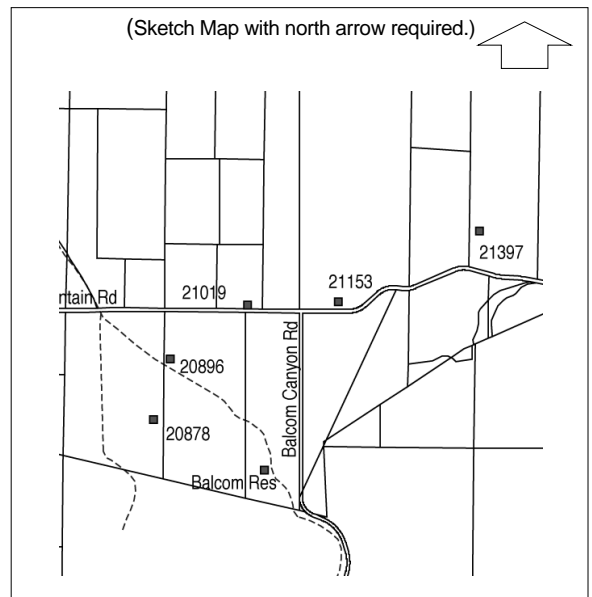 (Sketch Map with north arrow required.)
21397
21153
21019
ntain Rd
Balcom Canyon Rd
20896
20878
Balcom Res